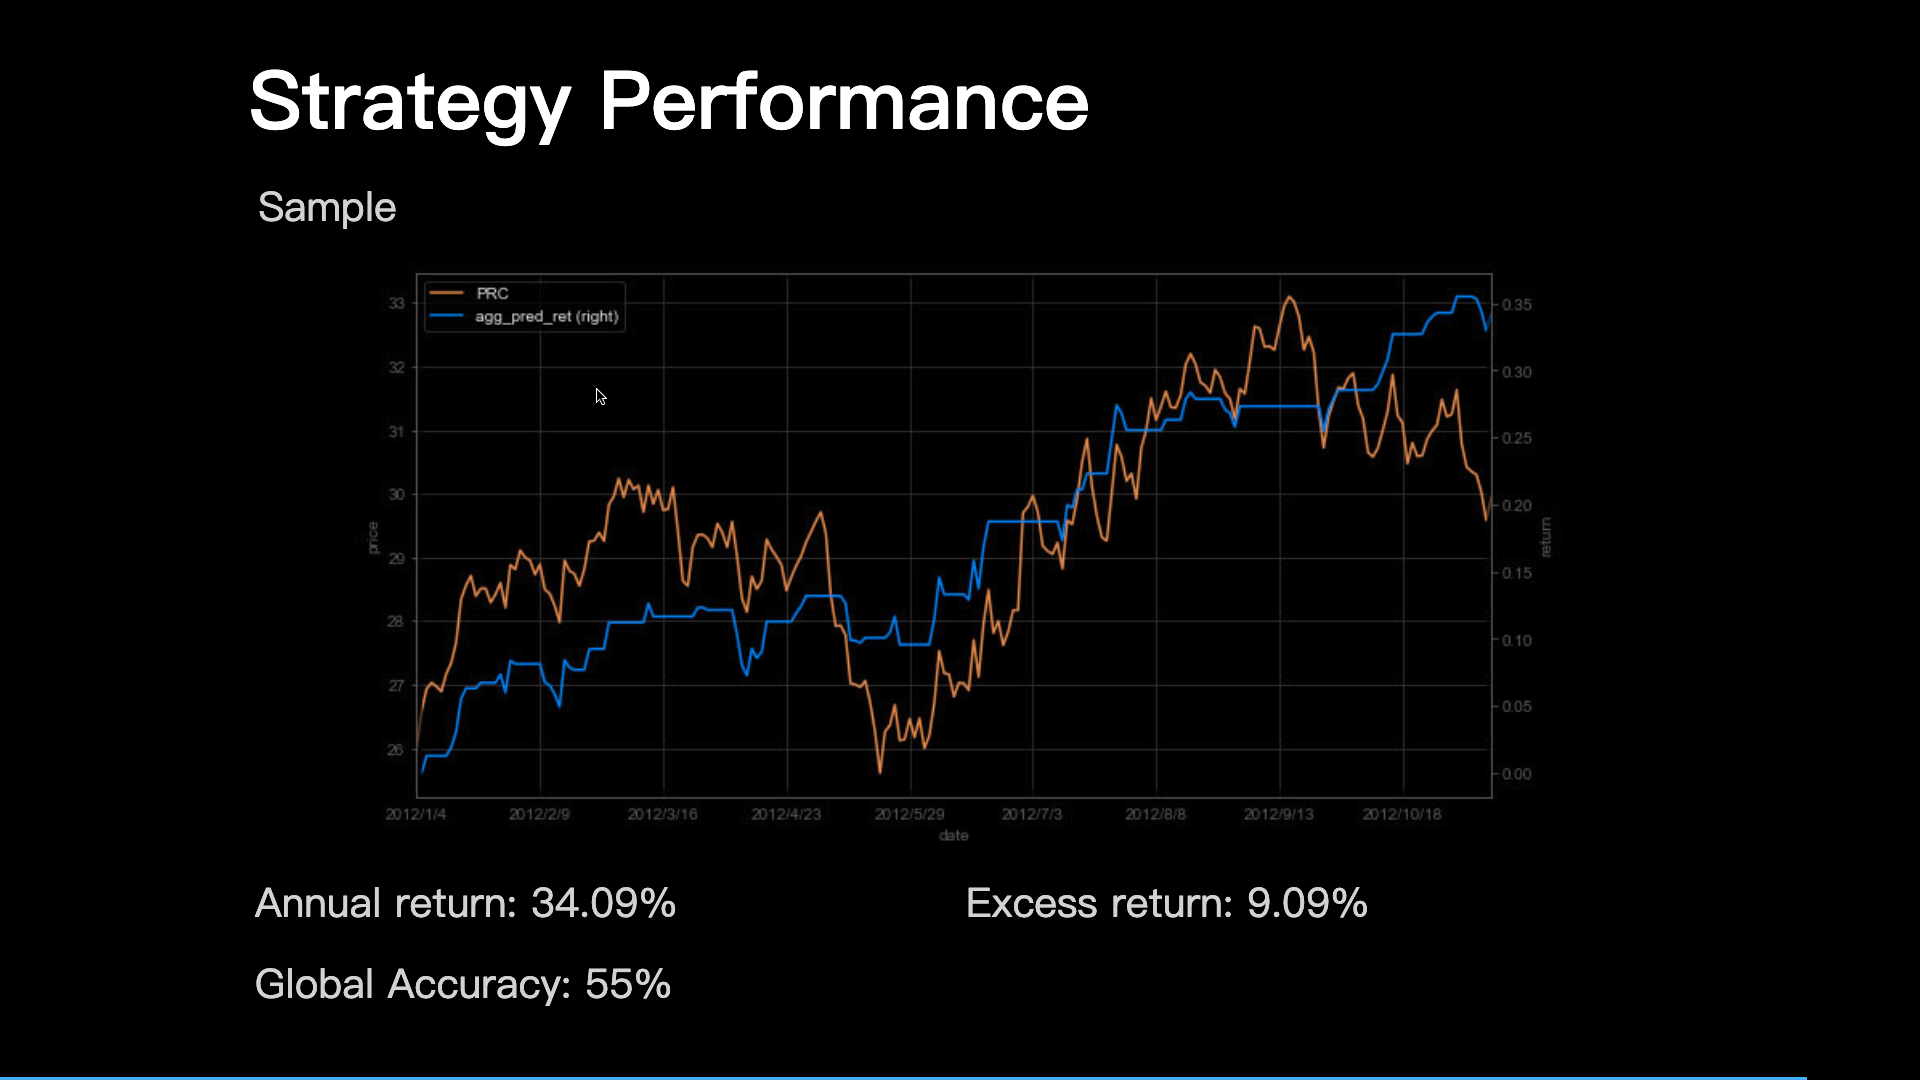 Strategy Performance
Sample
PRC
agg_pred_ret (right)
33
32
31
30
29
28
27
26
price
0.35
0.30
0.25
0.20
0.15
0.10
0.05
0.00
return
2012/1/4 2012/2/9 2012/3/16 2012/4/23 2012/5/29 2012/7/3 2012/8/8 2012/9/13 2012/10/18
date
Annual return: 34.09% Excess return: 9.09%
Global Accuracy: 55%